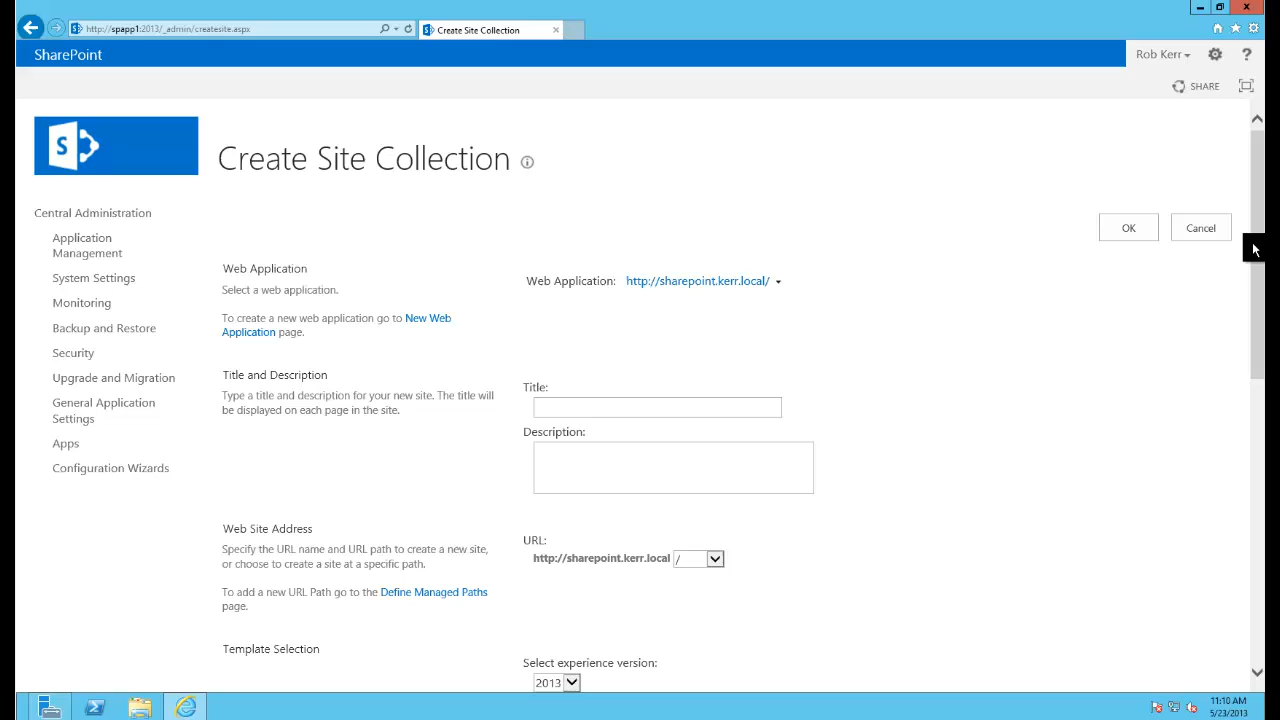 http://spapp1:2013/_admin/createsite.aspx
Create Site Collection
SharePoint
Rob Kerr
?
SHARE
S
Create Site Collection
Central Administration
Application
Management
System Settings
Monitoring
Backup and Restore
Security
Upgrade and Migration
General Application
Settings
Apps
Configuration Wizards
OK
Cancel
Web Application
Select a web application.
To create a new web application go to New Web
Application page.
Web Application: http://sharepoint.kerr.local/
Title and Description
Type a title and description for your new site. The title will
be displayed on each page in the site.
Title:
Description:
Web Site Address
Specify the URL name and URL path to create a new site,
or choose to create a site at a specific path.
To add a new URL Path go to the Define Managed Paths
page.
URL:
http://sharepoint.kerr.local /
Template Selection
Select experience version:
2013
11:10 AM
5/23/2013